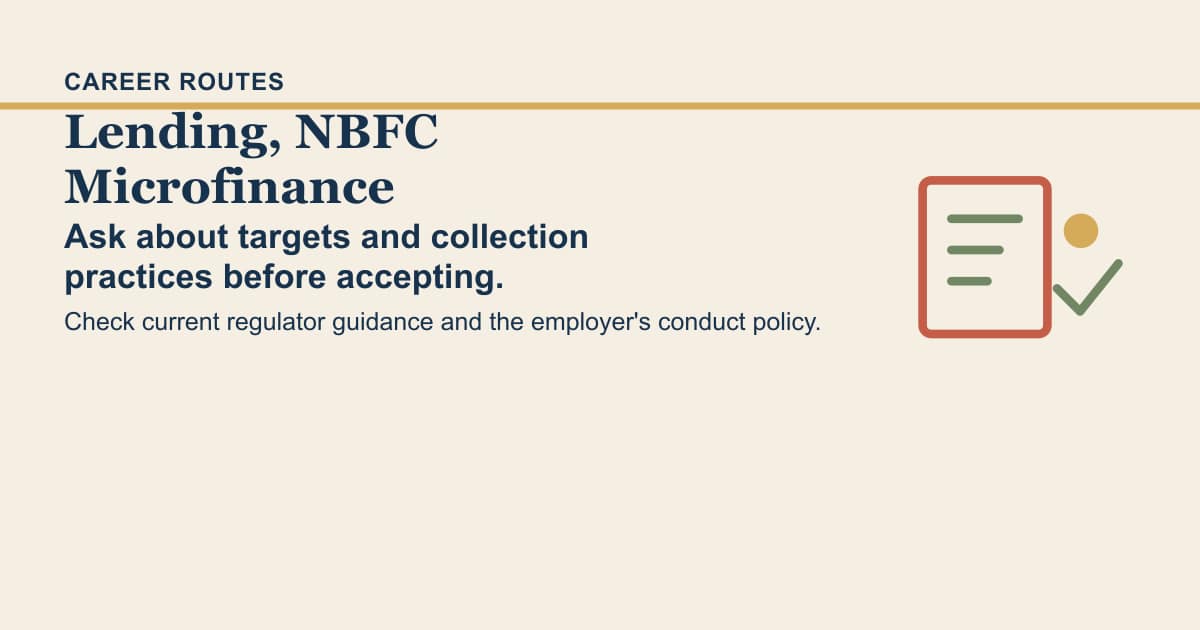 CAREER ROUTES
Lending, NBFC
Microfinance
Ask about targets and collection
practices before accepting.
Check current regulator guidance and the employer's conduct policy.